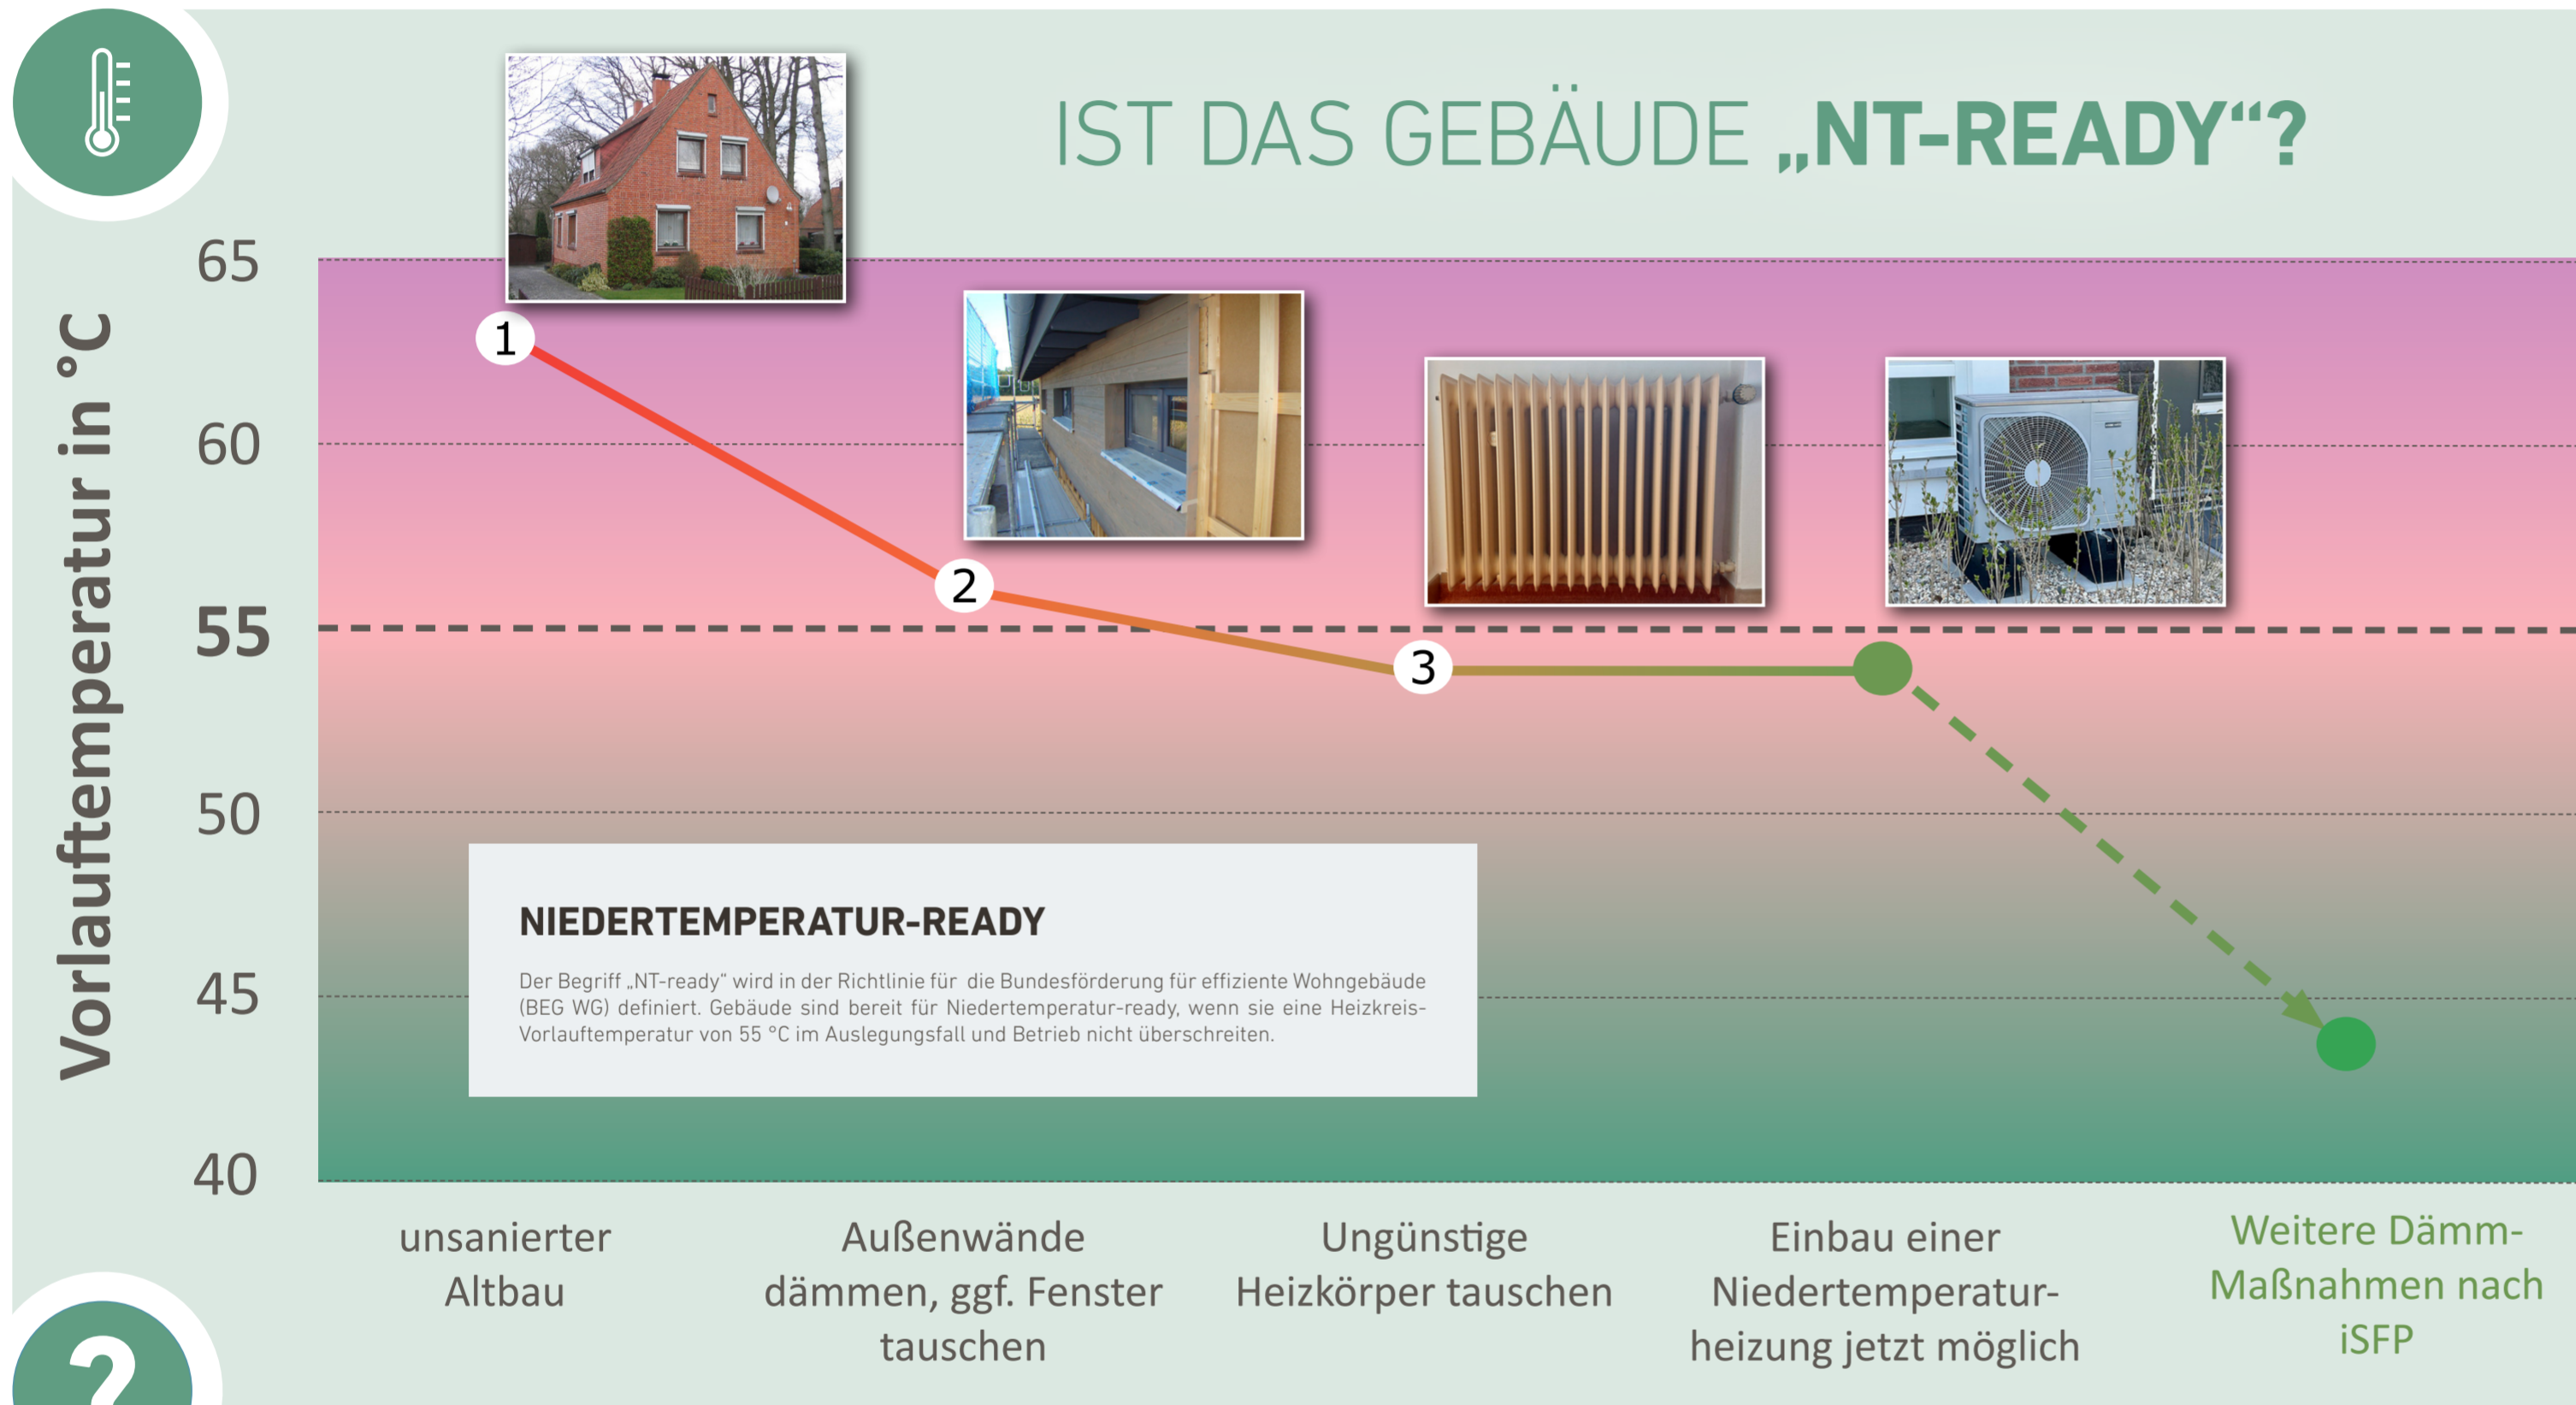 IST DAS GEBÄUDE „NT-READY“?
Vorlauftemperatur in °C
65
60
55
50
45
40
1
2
3
NIEDERTEMPERATUR-READY
Der Begriff „NT-ready“ wird in der Richtlinie für die Bundesförderung für effiziente Wohngebäude
(BEG WG) definiert. Gebäude sind bereit für Niedertemperatur-ready, wenn sie eine Heizkreis-
Vorlauftemperatur von 55 °C im Auslegungsfall und Betrieb nicht überschreiten.
unsanierter
Altbau
Außenwände
dämmen, ggf. Fenster
tauschen
Ungünstige
Heizkörper tauschen
Einbau einer
Niedertemperatur-
heizung jetzt möglich
Weitere Dämm-
Maßnahmen nach
iSFP
?